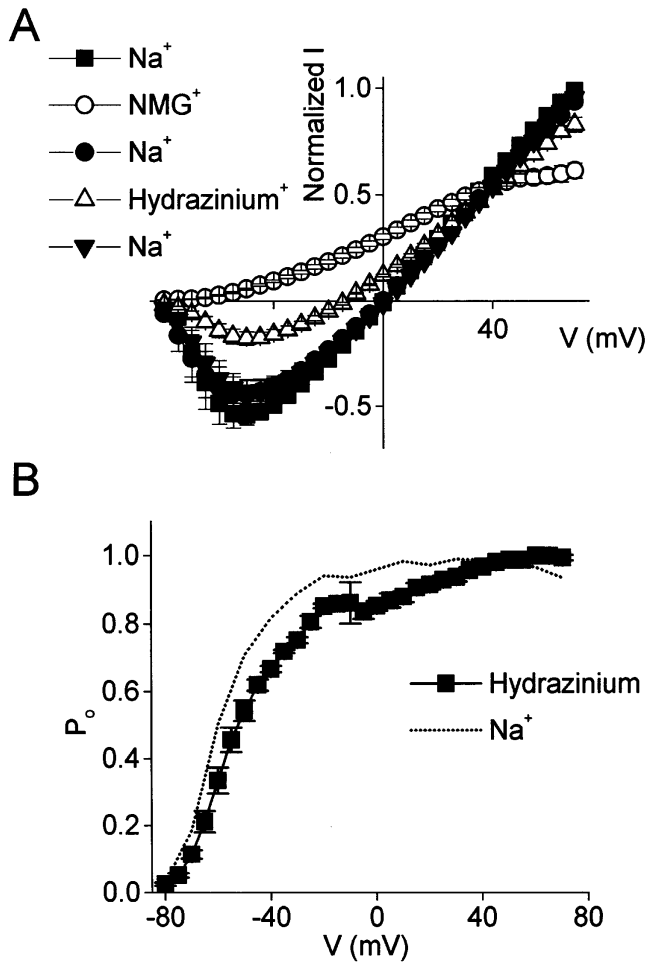 A
Na+
NMG+
Na+
Hydrazinium+
Na+
Normalized I
1.0
0.5
-0.5
40
V (mV)
B
Po
1.0
0.8
0.6
0.4
0.2
0.0
Hydrazinium
Na+
-80
-40
0
40
80
V (mV)